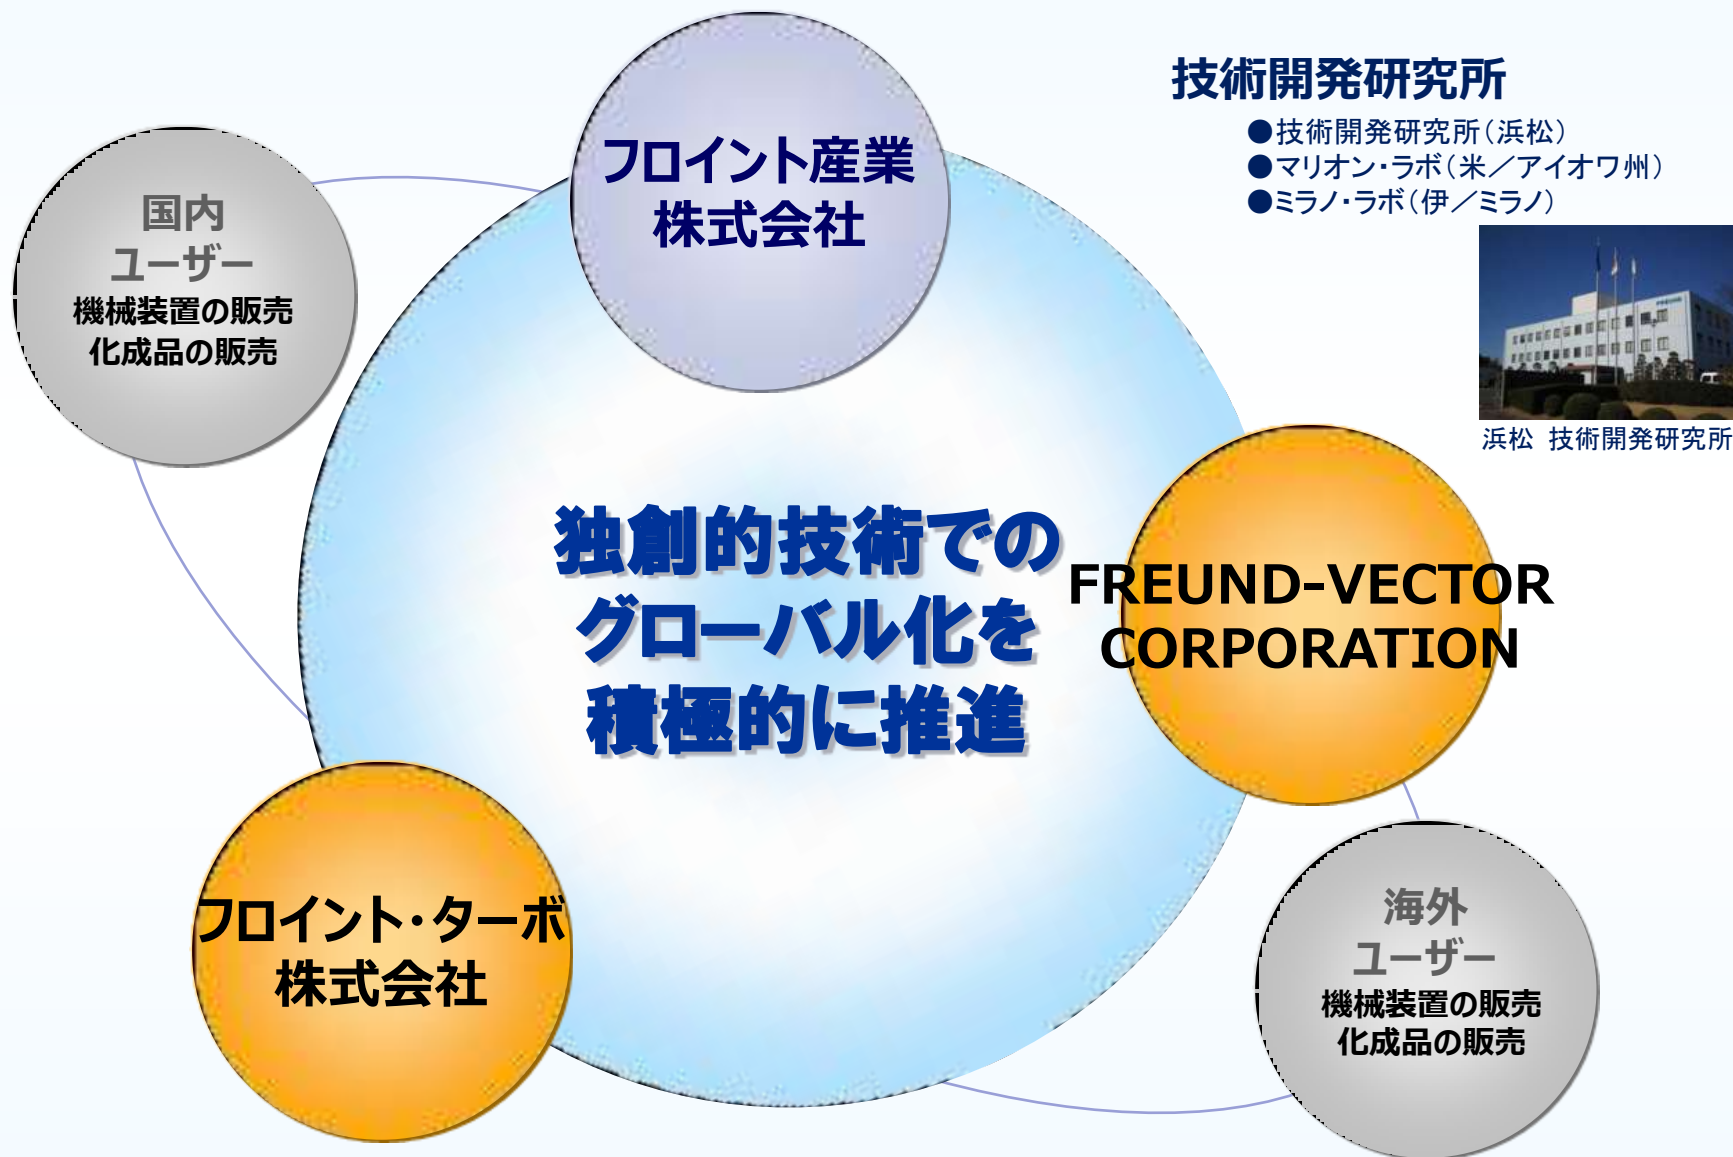 技術開発研究所
●技術開発研究所（浜松）
●マリオン・ラボ（米／アイオワ州）
●ミラノ・ラボ（伊／ミラノ）
FREUND
浜松 技術開発研究所
フロイント産業
株式会社
国内
ユーザー
機械装置の販売
化成品の販売
独創的技術での
グローバル化を
積極的に推進
FREUND-VECTOR
CORPORATION
フロイント・ターボ
株式会社
海外
ユーザー
機械装置の販売
化成品の販売